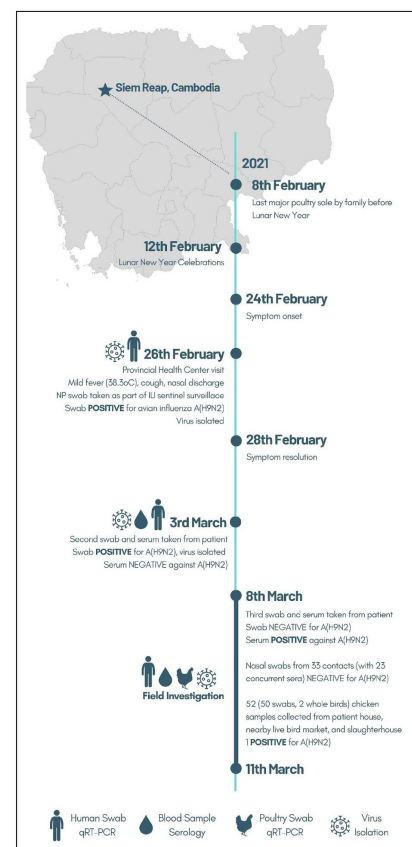 Siem Reap, Cambodia
2021
8th February
Last major poultry sole by family before
Lunar New Year
12th February
Lunar New Year Celebrations
24th February
Symptom onset
26th February
Provincial Health Center visit
Mild fever (38.3oC), cough, nasal discharge
NP swab taken as part of ILI sentinel surveillace
Swab POSITIVE for avian influenza A(H9N2)
Virus isolated
28th February
Symptom resolution
3rd March
Second swab and serum taken from patient
Swab POSITIVE for A(H9N2), virus isolated
Serum NEGATIVE against A(H9N2)
8th March
Third swab and serum taken from patient
Swab NEGATIVE for A(H9N2)
Serum POSITIVE against A(H9N2)
Nasal swabs from 33 contacts (with 23
concurrent sera) NEGATIVE for A(H9N2)
Field Investigation
52 (50 swabs, 2 whole birds) chicken
samples collected from patient house,
nearby live bird market, and slaughterhouse
1 POSITIVE for A(H9N2)
11th March
Human Swab
qRT-PCR
Blood Sample
Serology
Poultry Swab
qRT-PCR
Virus
Isolation